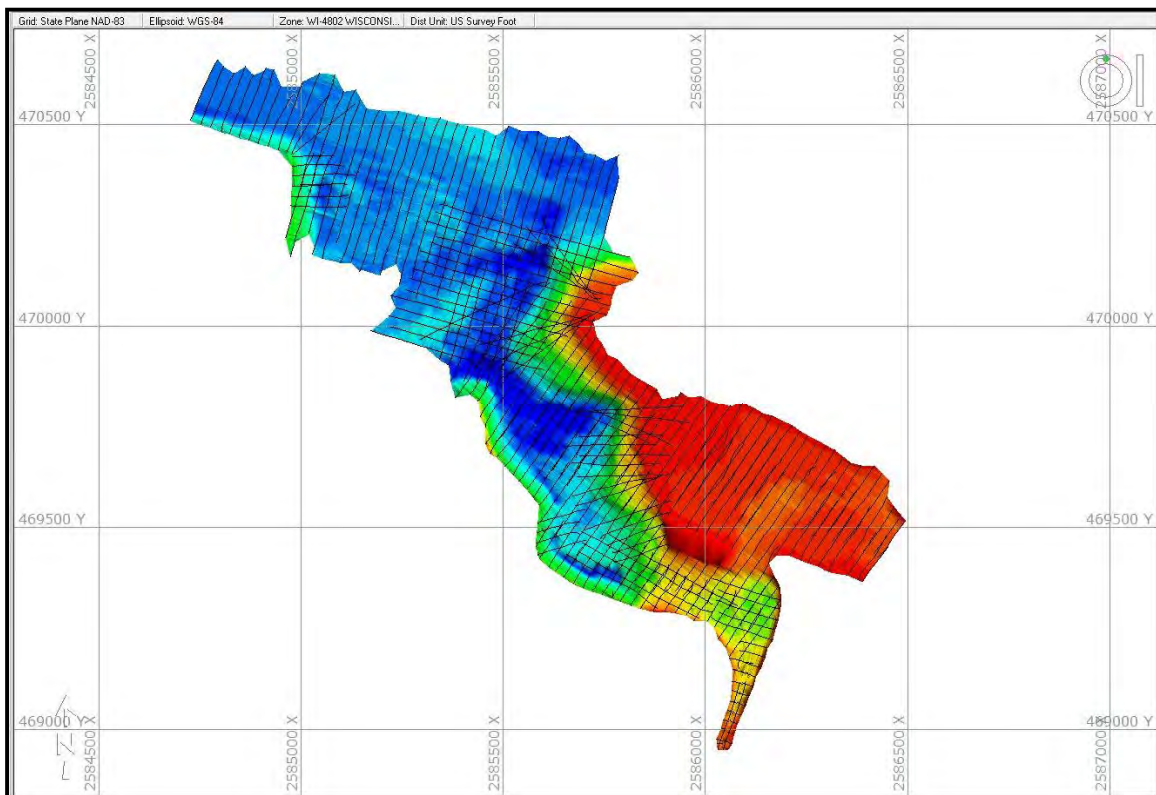 Grid: State Plane NAD-83 Ellipsoid: WGS-84 Zone: WI-4802 WISCONSI... Dist Unit: US Survey Foot
2584500 X
2585000 X
2585500 X
2586000 X
2586500 X
2587000 X
470500 Y
470500 Y
470000 Y
470000 Y
469500 Y
469500 Y
469000 Y
469000 Y
2584500 X
2585000 X
2585500 X
2586000 X
2586500 X
2587000 X